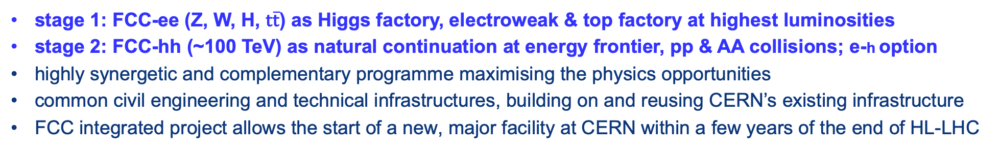 • stage 1: FCC-ee (Z, W, H, tt̄) as Higgs factory, electroweak & top factory at highest luminosities
• stage 2: FCC-hh (~100 TeV) as natural continuation at energy frontier, pp & AA collisions; e-h option
• highly synergetic and complementary programme maximising the physics opportunities
• common civil engineering and technical infrastructures, building on and reusing CERN’s existing infrastructure
• FCC integrated project allows the start of a new, major facility at CERN within a few years of the end of HL-LHC